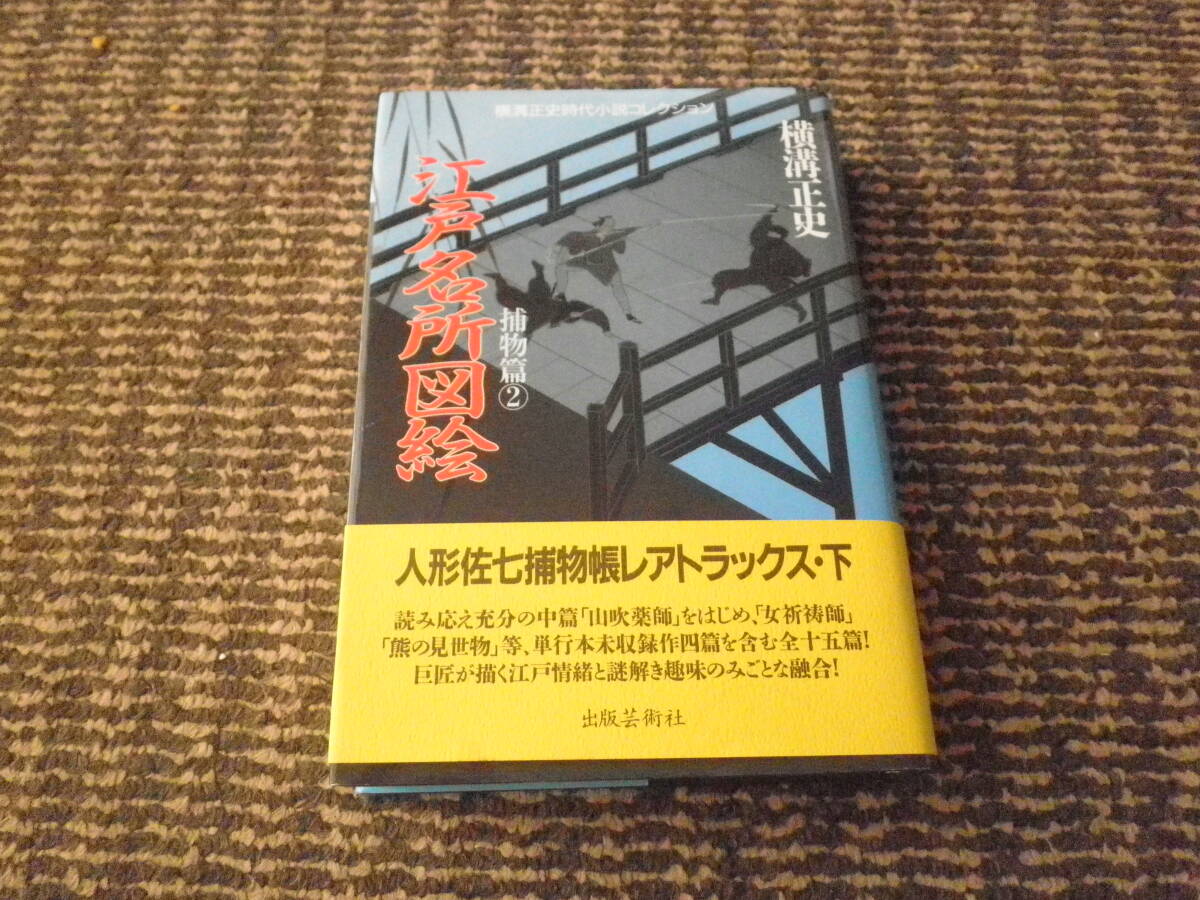 横溝正史時代小説コレクション
横溝正史
江戸名所図絵
捕物篇②
人形佐七捕物帳レアトラックス・下
読み応え充分の中篇「山吹薬師」をはじめ、「女祈祷師」
「熊の見世物」等、単行本未収録作四篇を含む全十五篇!
巨匠が描く江戸情緒と謎解き趣味のみごとな融合!
出版芸術社